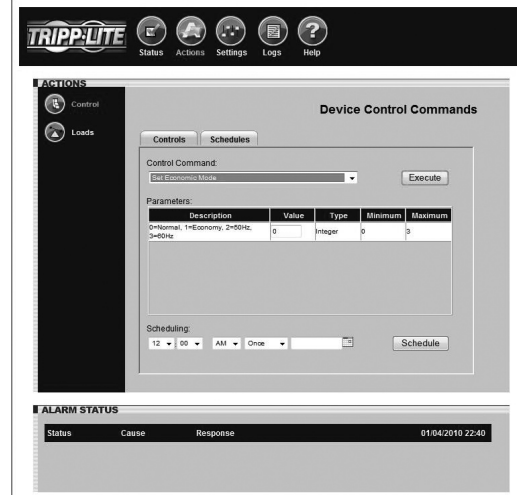 TRIPP·LITE
Status Actions Settings Logs Help
ACTIONS
Control
Loads
Device Control Commands
Controls Schedules
Control Command:
Set Economic Mode
Execute
Parameters:
Description Value Type Minimum Maximum
0=Normal, 1=Economy, 2=50Hz,
3=60Hz
0 Integer 0 3
Scheduling:
12 00 AM Once Schedule
ALARM STATUS
Status Cause Response 01/04/2010 22:40